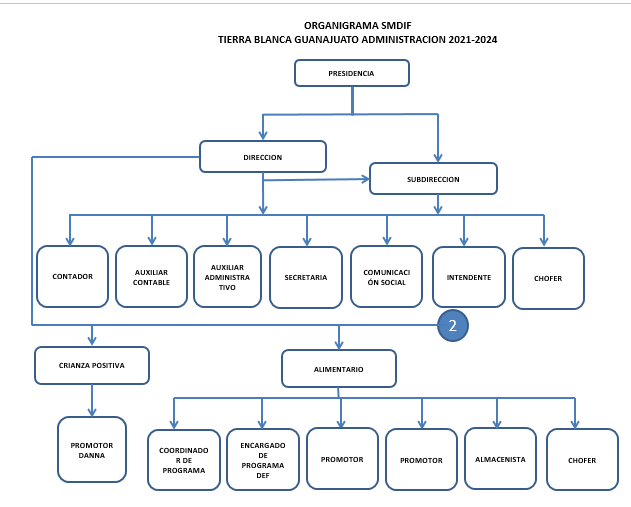 ORGANIGRAMA SMDIF
TIERRA BLANCA GUANAJUATO ADMINISTRACION 2021-2024
PRESIDENCIA
DIRECCION
SUBDIRECCION
CONTADOR
AUXILIAR
CONTABLE
AUXILIAR
ADMINISTRA
TIVO
SECRETARIA
COMUNICACI
ÓN SOCIAL
INTENDENTE
CHOFER
2
CRIANZA POSITIVA
ALIMENTARIO
PROMOTOR
DANNA
COORDINADO
R DE
PROGRAMA
ENCARGADO
DE
PROGRAMA
DEF
PROMOTOR
PROMOTOR
ALMACENISTA
CHOFER